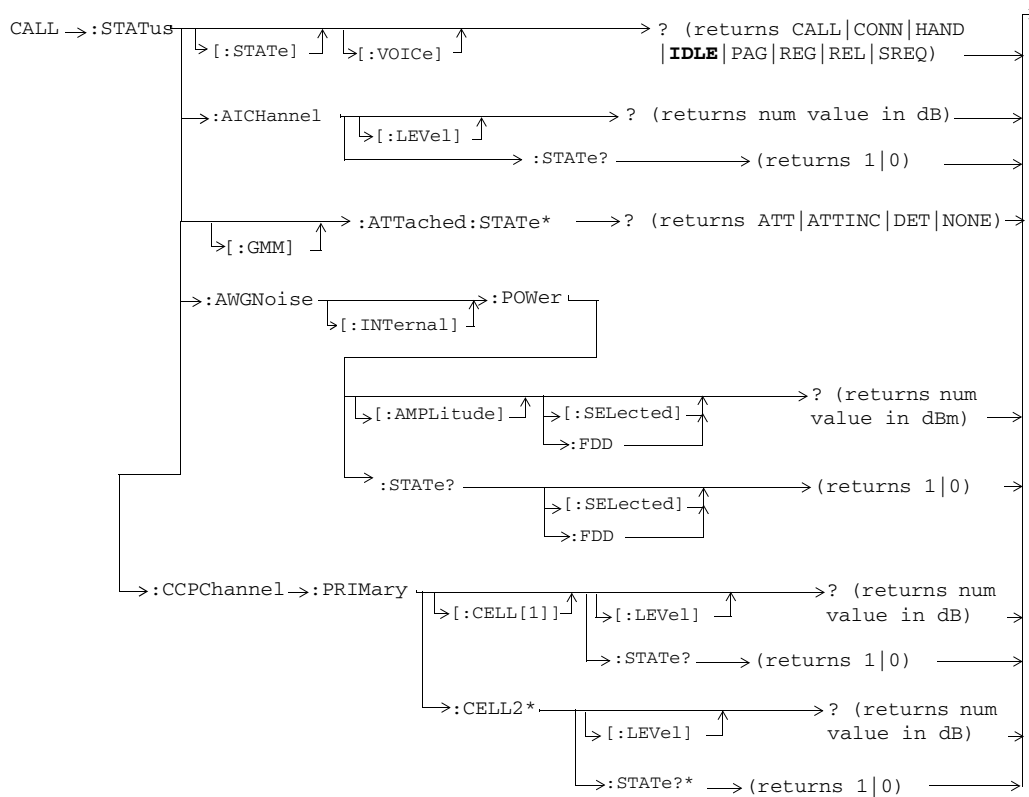 CALL :STATus ? (returns CALL|CONN|HAND
[:STATe] [:VOICe] |IDLE|PAG|REG|REL|SREQ)
:AICHannel ? (returns num value in dB)
[:LEVel]
:STATe? (returns 1|0)
:ATTached:STATe* ? (returns ATT|ATTINC|DET|NONE)
[:GMM]
:AWGNoise :POWer
[:INTernal]
? (returns num
[:AMPLitude] [:SELected] value in dBm)
:FDD
:STATe? (returns 1|0)
[:SELected]
:FDD
:CCPChannel :PRIMary ? (returns num
[:CELL[1]] [:LEVel] value in dB)
:STATe? (returns 1|0)
:CELL2* ? (returns num
[:LEVel] value in dB)
:STATe?* (returns 1|0)